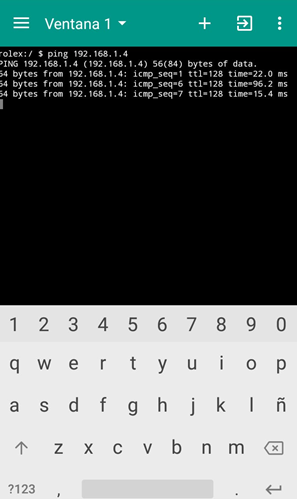 Ventana 1
rolex:/ $ ping 192.168.1.4
PING 192.168.1.4 (192.168.1.4) 56(84) bytes of data.
64 bytes from 192.168.1.4: icmp_seq=1 ttl=128 time=22.0 ms
64 bytes from 192.168.1.4: icmp_seq=6 ttl=128 time=96.2 ms
64 bytes from 192.168.1.4: icmp_seq=7 ttl=128 time=15.4 ms
1 2 3 4 5 6 7 8 9 0
q w e r t y u i o p
a s d f g h j k l ñ
z x c v b n m
?123 , .